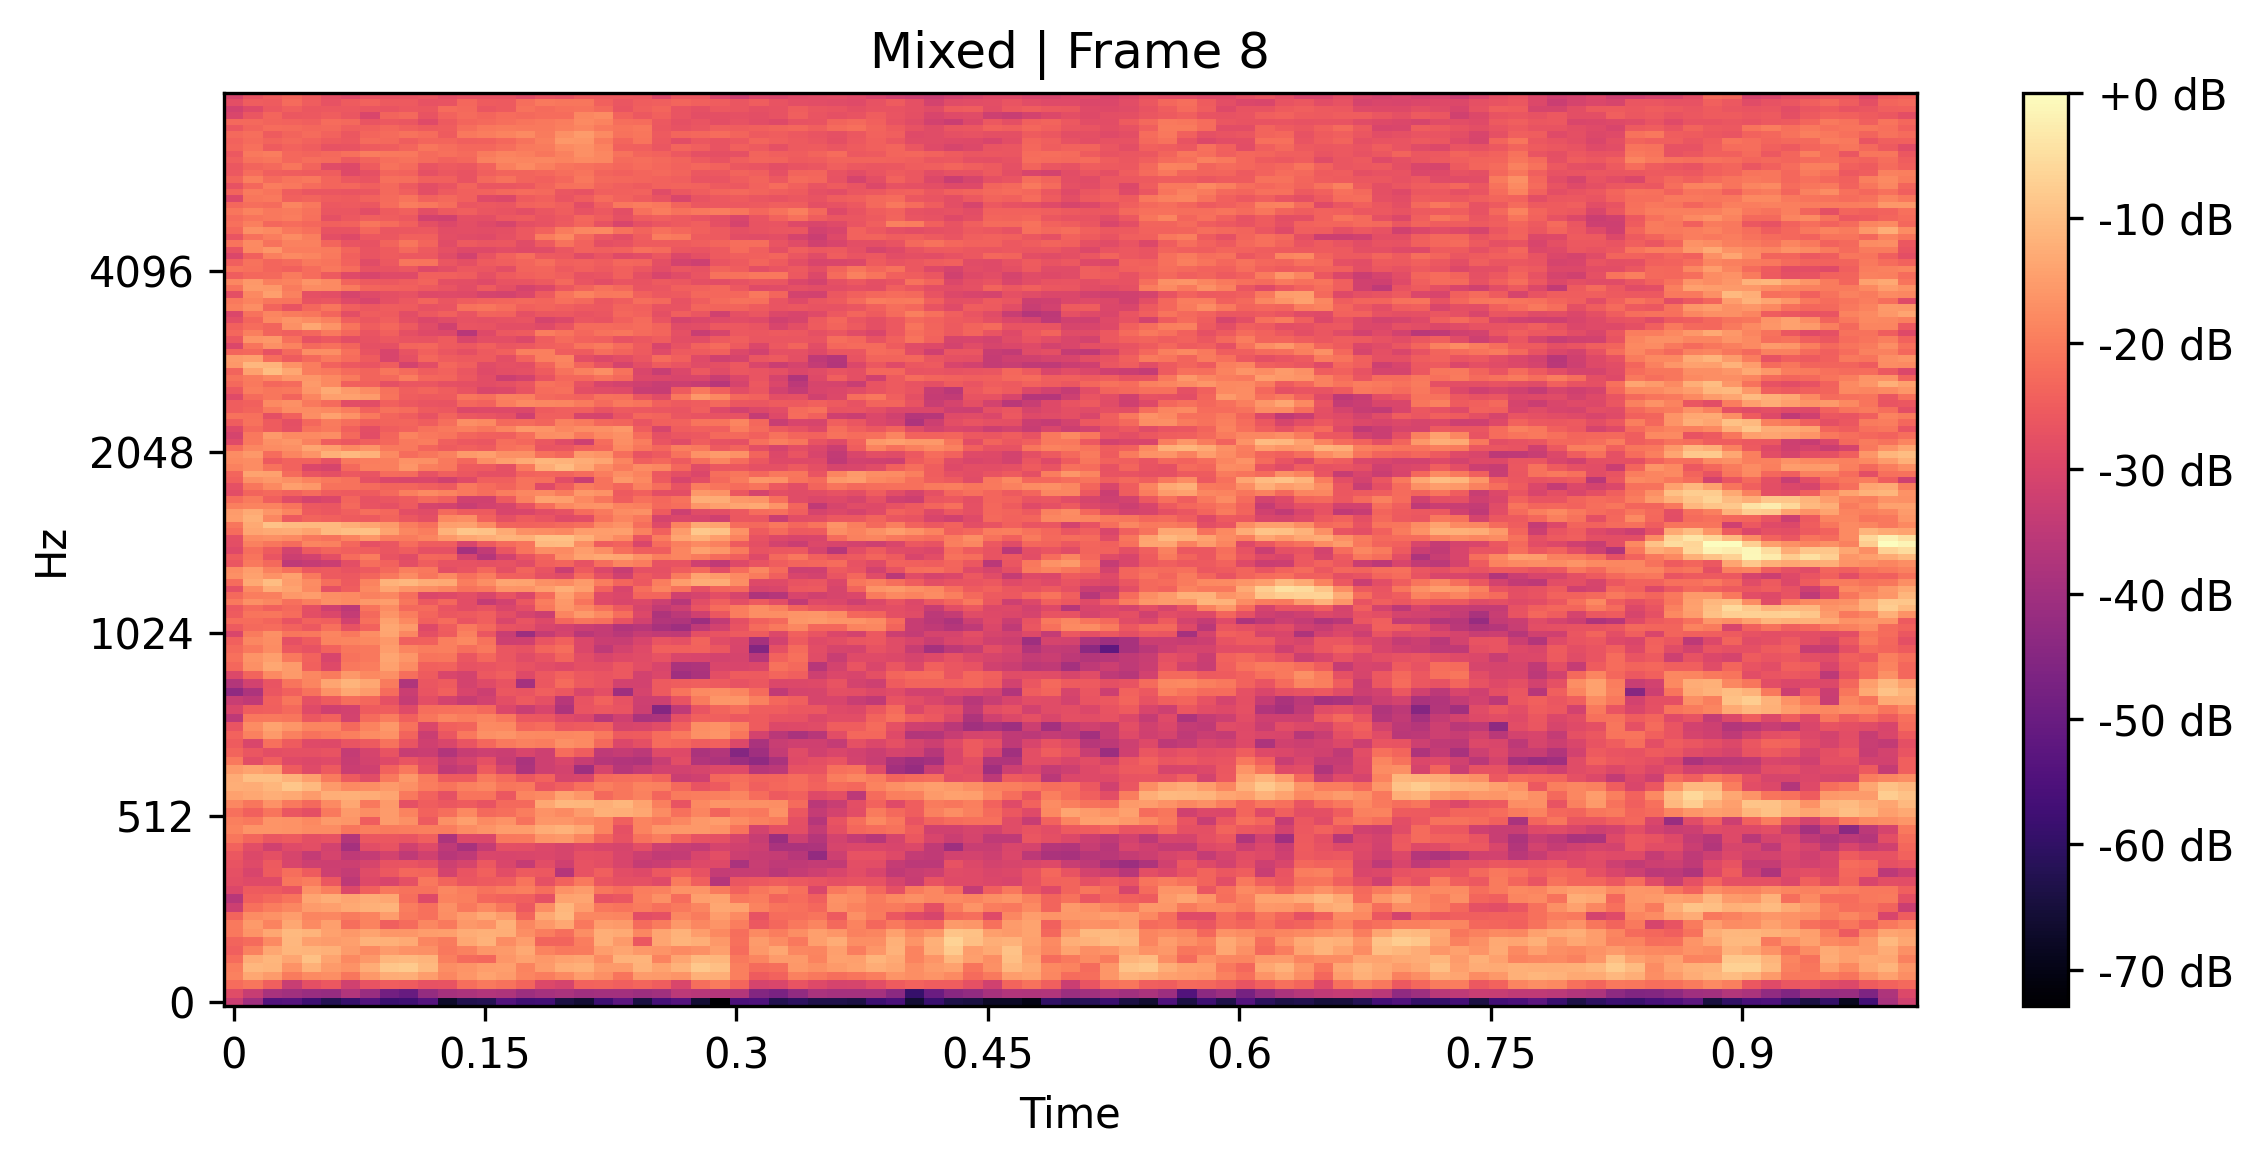 Mixed | Frame 8
+0 dB
-10 dB
-20 dB
-30 dB
-40 dB
-50 dB
-60 dB
-70 dB
4096
2048
1024
512
0
Hz
0 0.15 0.3 0.45 0.6 0.75 0.9
Time